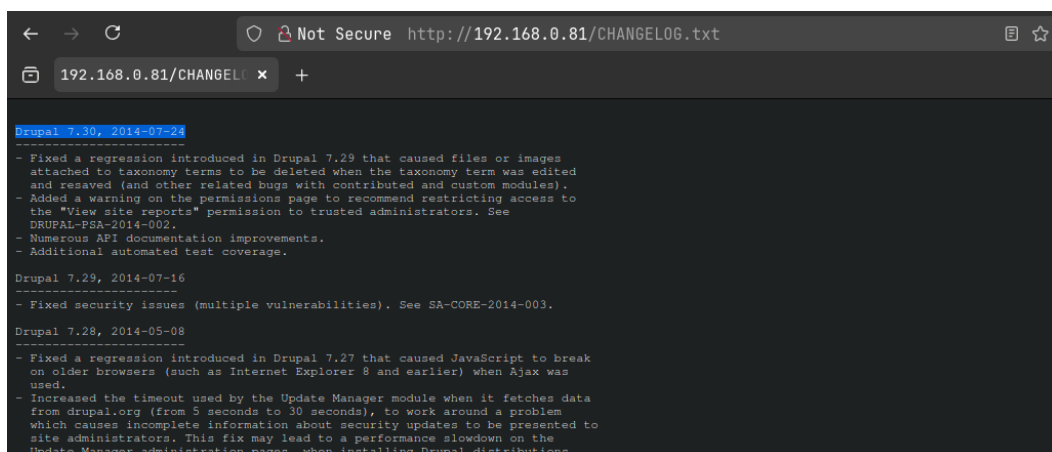 Not Secure http://192.168.0.81/CHANGELOG.txt
192.168.0.81/CHANGELO
Drupal 7.30, 2014-07-24
-----------------------
- Fixed a regression introduced in Drupal 7.29 that caused files or images
attached to taxonomy terms to be deleted when the taxonomy term was edited
and resaved (and other related bugs with contributed and custom modules).
- Added a warning on the permissions page to recommend restricting access to
the "View site reports" permission to trusted administrators. See
DRUPAL-PSA-2014-002.
- Numerous API documentation improvements.
- Additional automated test coverage.
Drupal 7.29, 2014-07-16
----------------------
- Fixed security issues (multiple vulnerabilities). See SA-CORE-2014-003.
Drupal 7.28, 2014-05-08
-----------------------
- Fixed a regression introduced in Drupal 7.27 that caused JavaScript to break
on older browsers (such as Internet Explorer 8 and earlier) when Ajax was
used.
- Increased the timeout used by the Update Manager module when it fetches data
from drupal.org (from 5 seconds to 30 seconds), to work around a problem
which causes incomplete information about security updates to be presented to
site administrators. This fix may lead to a performance slowdown on the
Update Manager administration pages, when installing Drupal distributions,